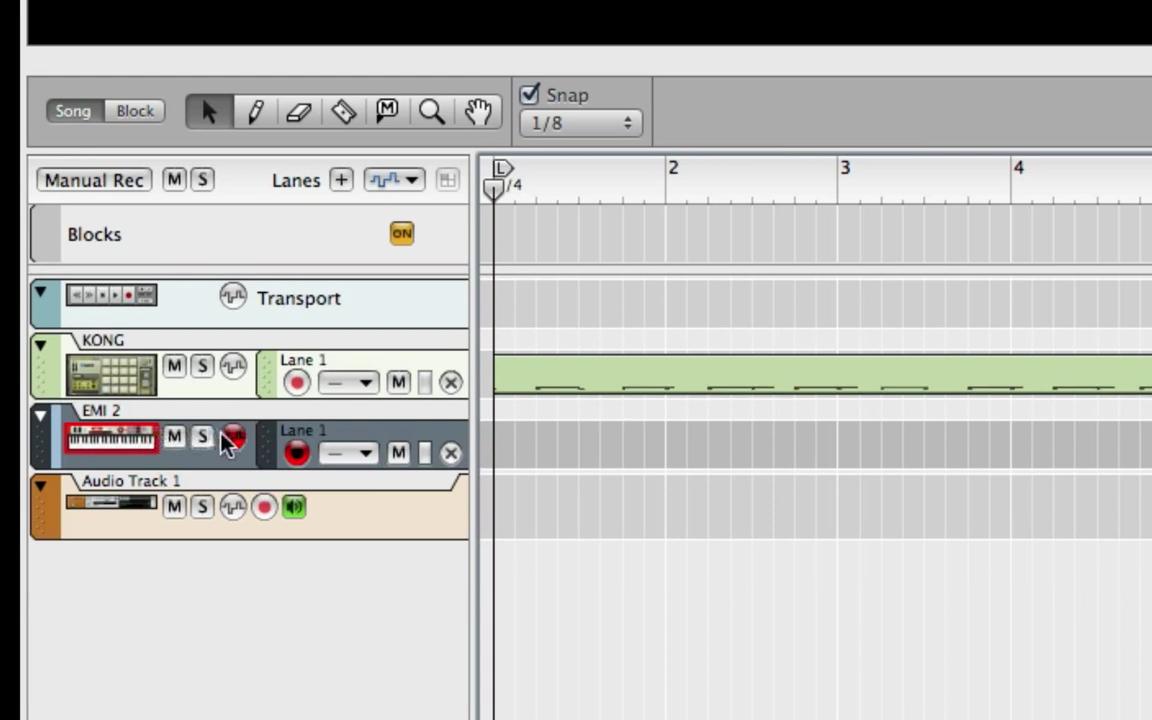 Song Block M Snap
1/8
Manual Rec M S Lanes + L 2 3 4
/4
Blocks ON
Transport
KONG
M S Lane 1
M
EMI 2
M S Lane 1
M
Audio Track 1
M S